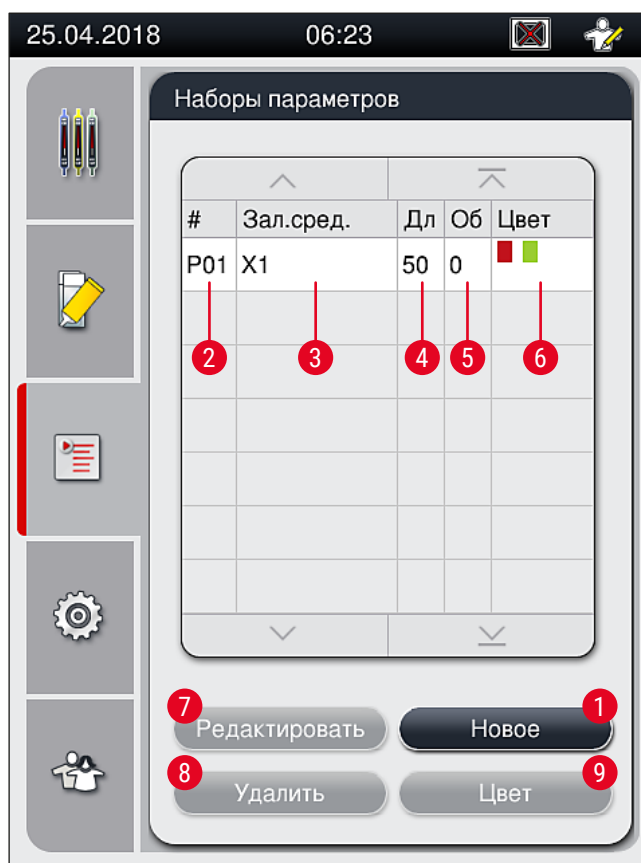 25.04.2018 06:23
Наборы параметров
# Зал.сред. Дл Об Цвет
P01 X1 50 0
2 3 4 5 6
7 1
Редактировать Новое
8 9
Удалить Цвет